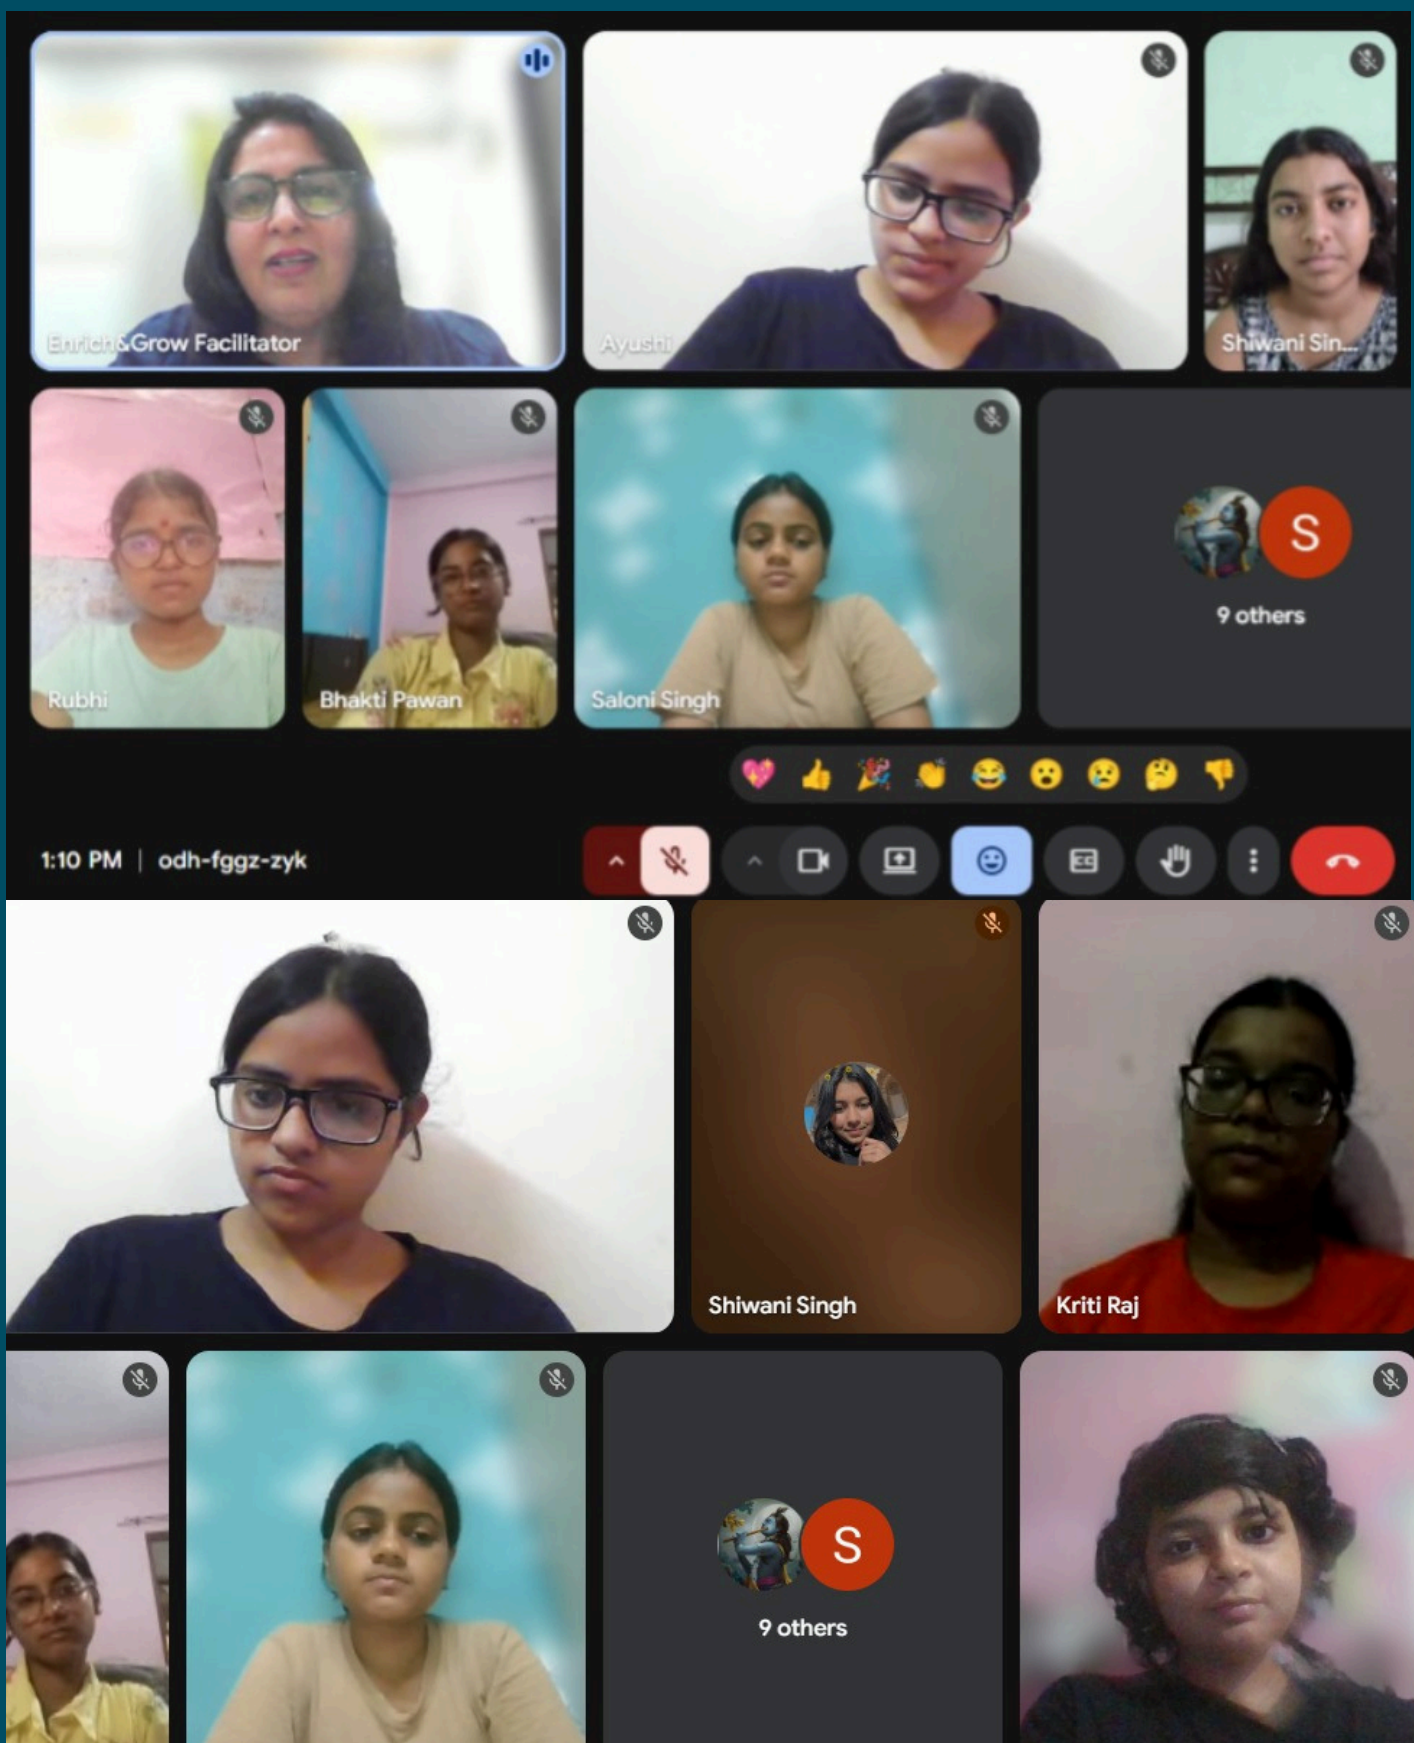 Enrich&Grow Facilitator
Ayushi
Shiwani Sin...
Rubhi
Bhakti Pawan
Saloni Singh
S
9 others
1:10 PM | odh-fggz-zyk
CC
Shiwani Singh
Kriti Raj
S
9 others